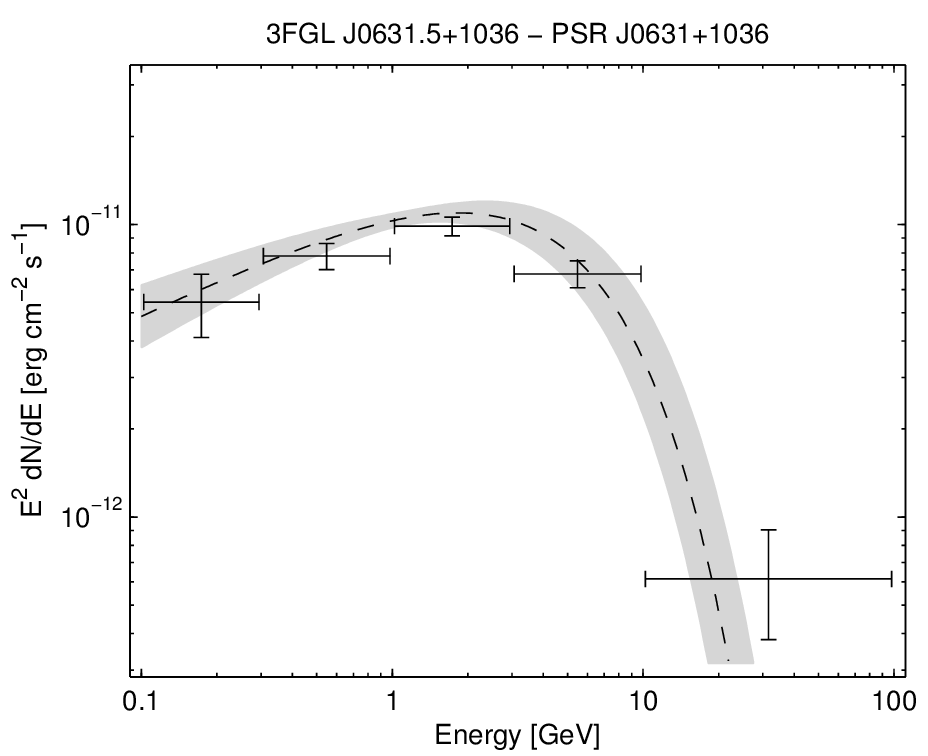 3FGL J0631.5+1036 − PSR J0631+1036
E² dN/dE [erg cm⁻² s⁻¹]
10⁻¹¹
10⁻¹²
0.1 1 10 100
Energy [GeV]